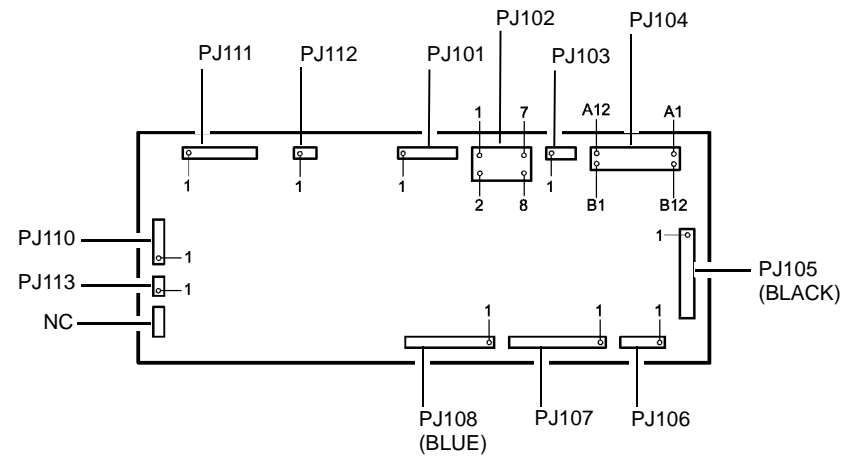 PJ102
PJ104
PJ111
PJ112
PJ101
PJ103
1
7
A12
A1
1
1
1
1
2
8
B1
B12
PJ110
1
1
PJ113
1
PJ105
(BLACK)
NC
1
1
1
PJ108
(BLUE)
PJ107
PJ106